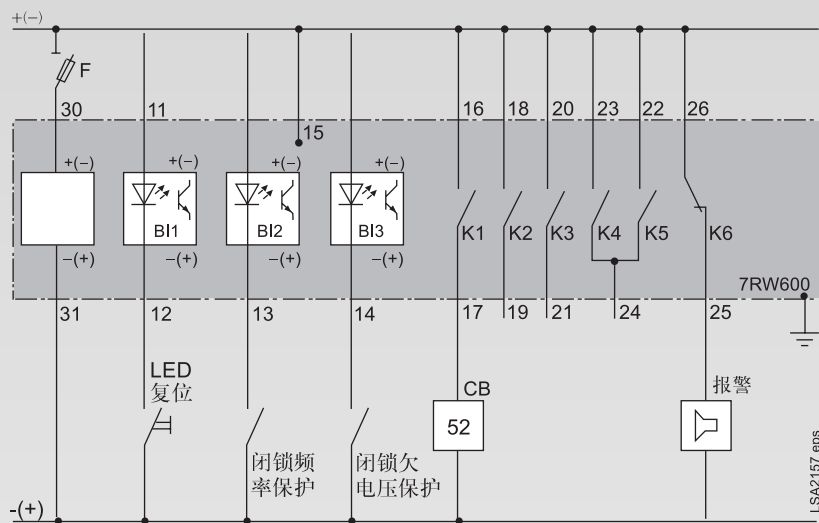 +(−)
F
30
11
15
16
18
20
23
22
26
+(−)
+(−)
+(−)
+(−)
BI1
BI2
BI3
K1
K2
K3
K4
K5
K6
−(+)
−(+)
−(+)
−(+)
7RW600
31
12
13
14
17
19
21
24
25
LED
复位
CB
报警
52
闭锁频
率保护
闭锁欠
电压保护
LSA2157.eps
-(+)